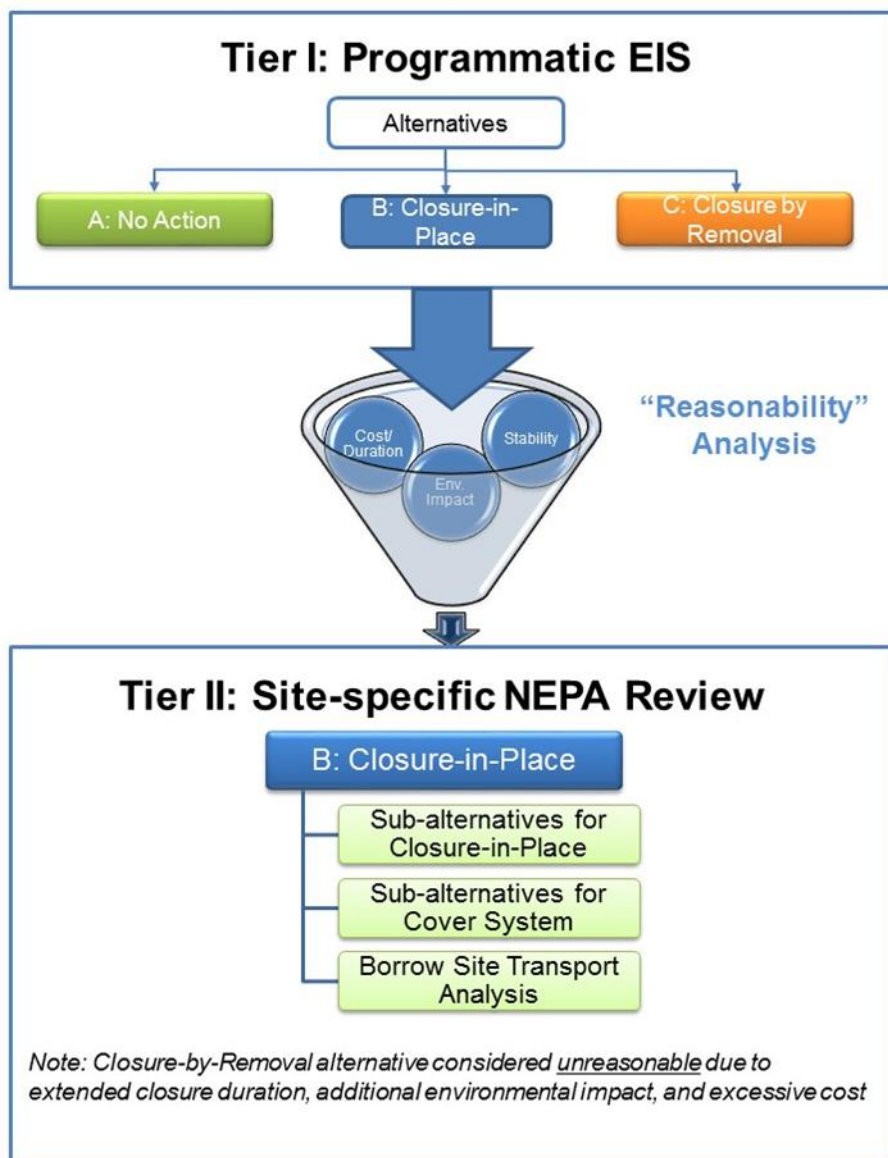 Tier I: Programmatic EIS
Alternatives
A: No Action
B: Closure-in-
Place
C: Closure by
Removal
“Reasonability”
Analysis
Cost/
Duration
Stability
Env.
Impact
Tier II: Site-specific NEPA Review
B: Closure-in-Place
Sub-alternatives for
Closure-in-Place
Sub-alternatives for
Cover System
Borrow Site Transport
Analysis
Note: Closure-by-Removal alternative considered unreasonable due to
extended closure duration, additional environmental impact, and excessive cost